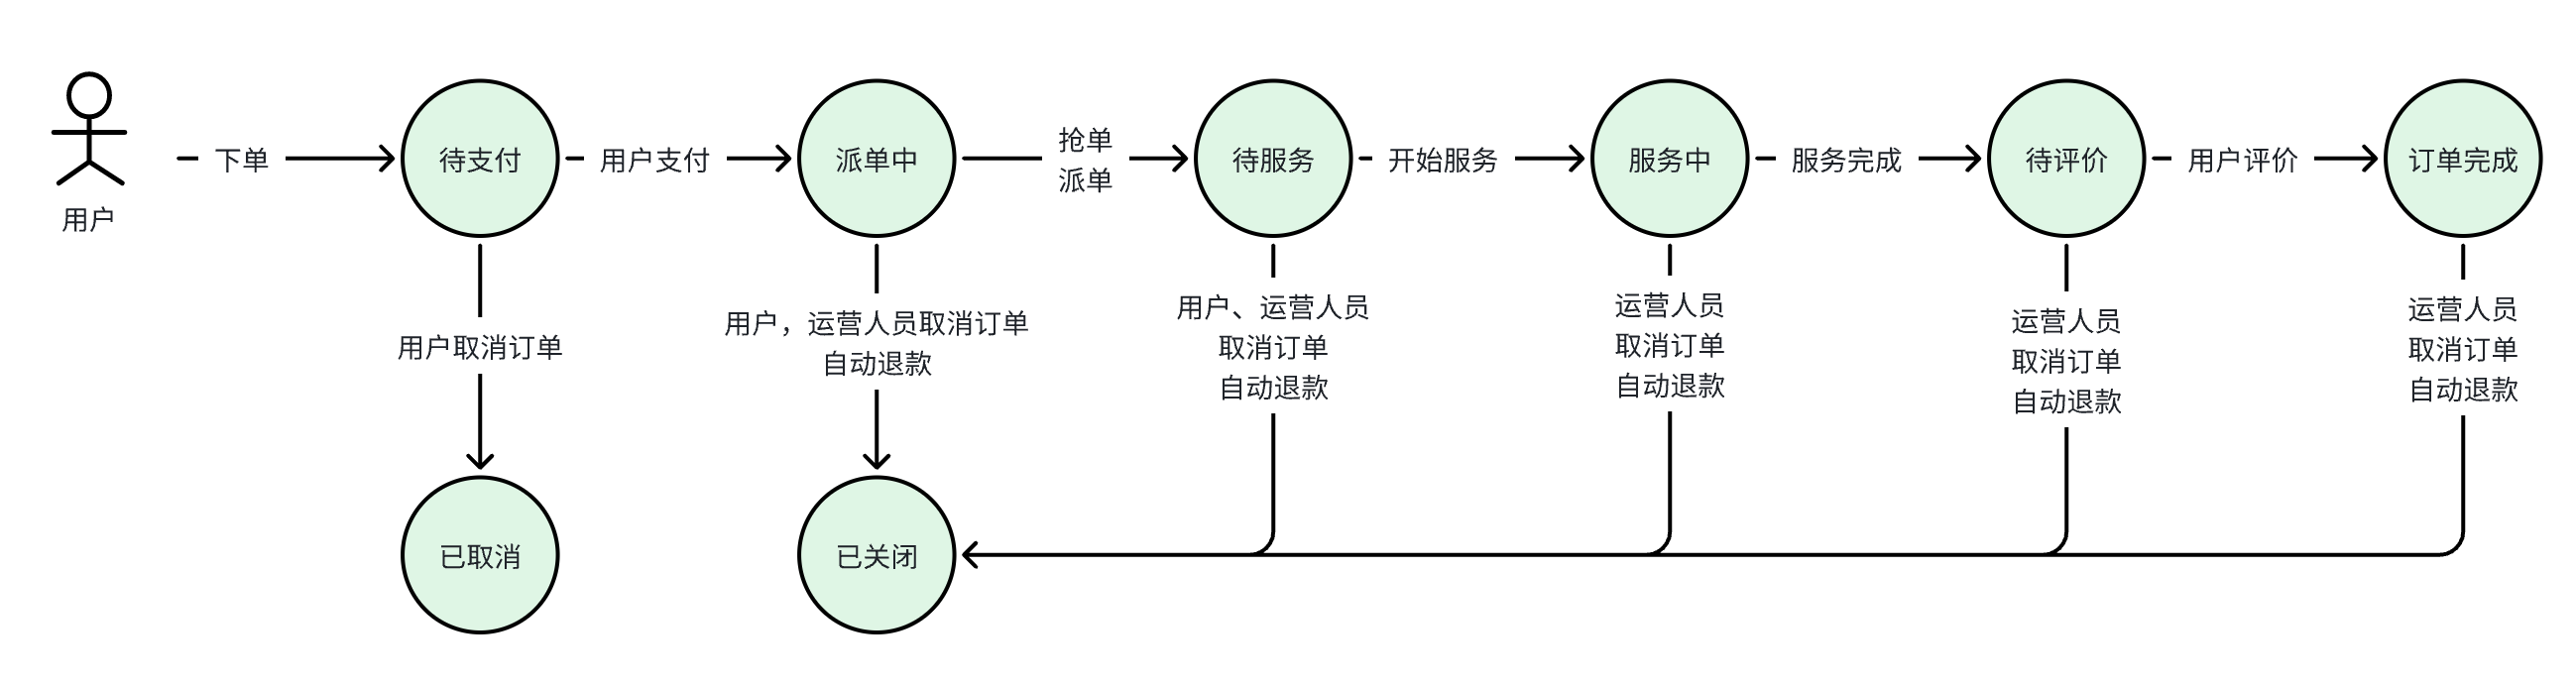 用户
下单
待支付
用户支付
派单中
抢单
派单
待服务
开始服务
服务中
服务完成
待评价
用户评价
订单完成
用户取消订单
用户，运营人员取消订单
自动退款
用户、运营人员
取消订单
自动退款
运营人员
取消订单
自动退款
运营人员
取消订单
自动退款
运营人员
取消订单
自动退款
已取消
已关闭